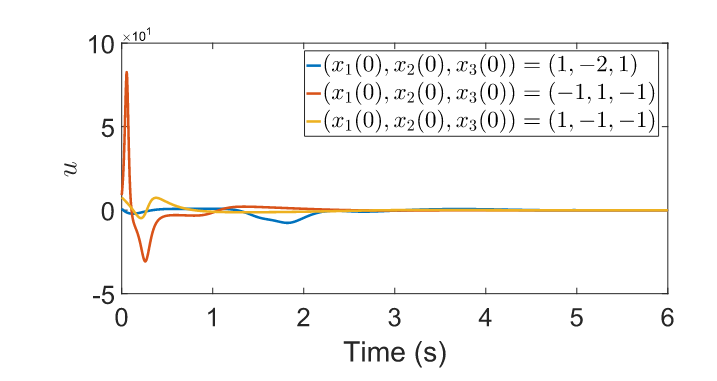 ×10¹
10
5
0
-5
u
(x₁(0), x₂(0), x₃(0)) = (1, −2, 1)
(x₁(0), x₂(0), x₃(0)) = (−1, 1, −1)
(x₁(0), x₂(0), x₃(0)) = (1, −1, −1)
0 1 2 3 4 5 6
Time (s)